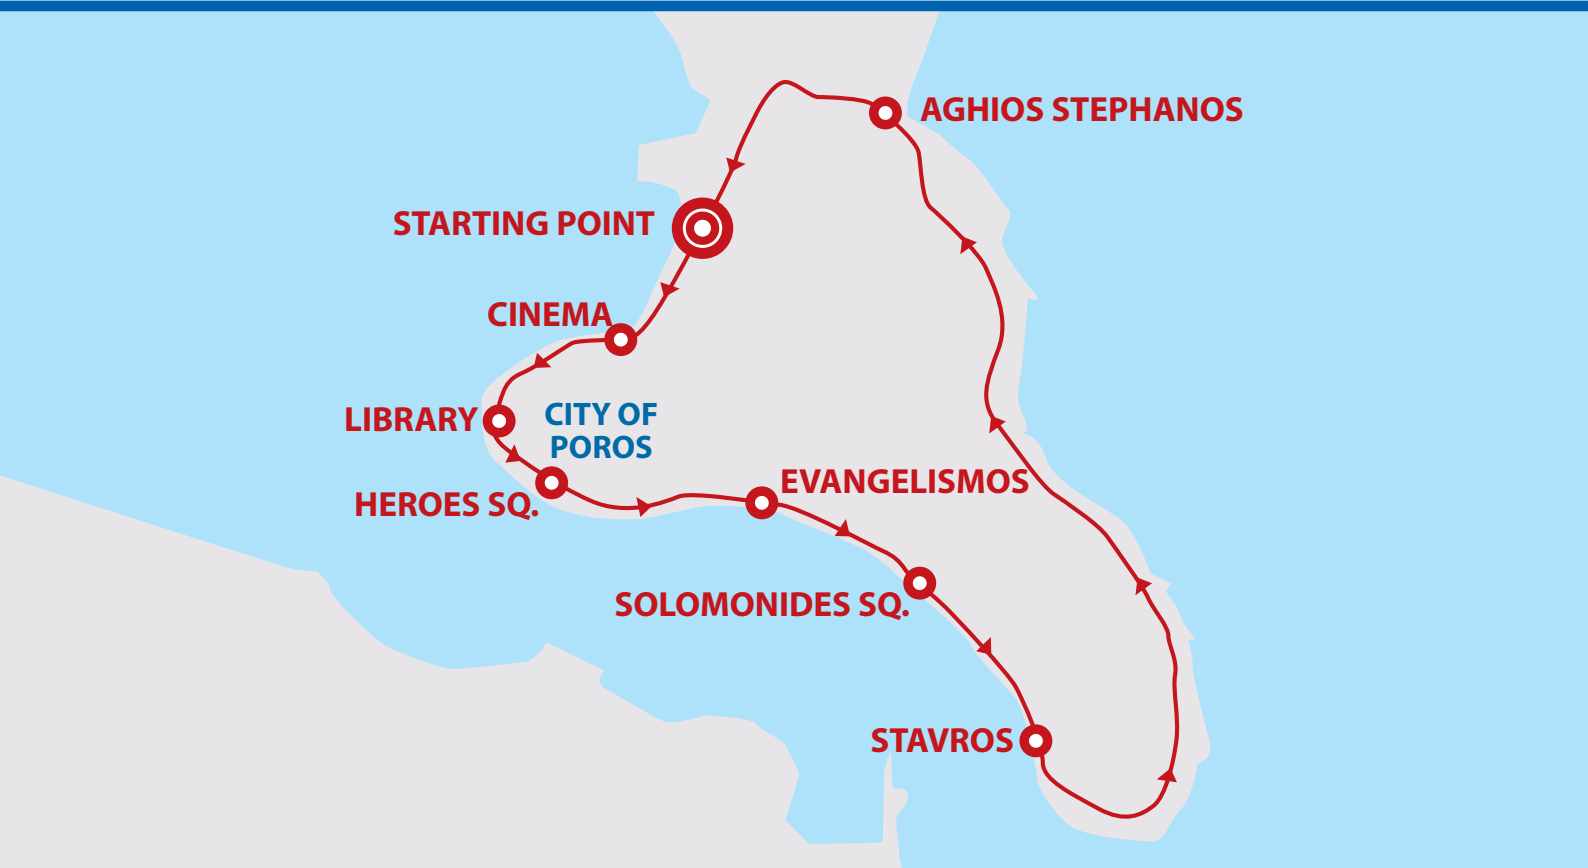 AGHIOS STEPHANOS
STARTING POINT
CINEMA
LIBRARY
CITY OF
POROS
HEROES SQ.
EVANGELISMOS
SOLOMONIDES SQ.
STAVROS